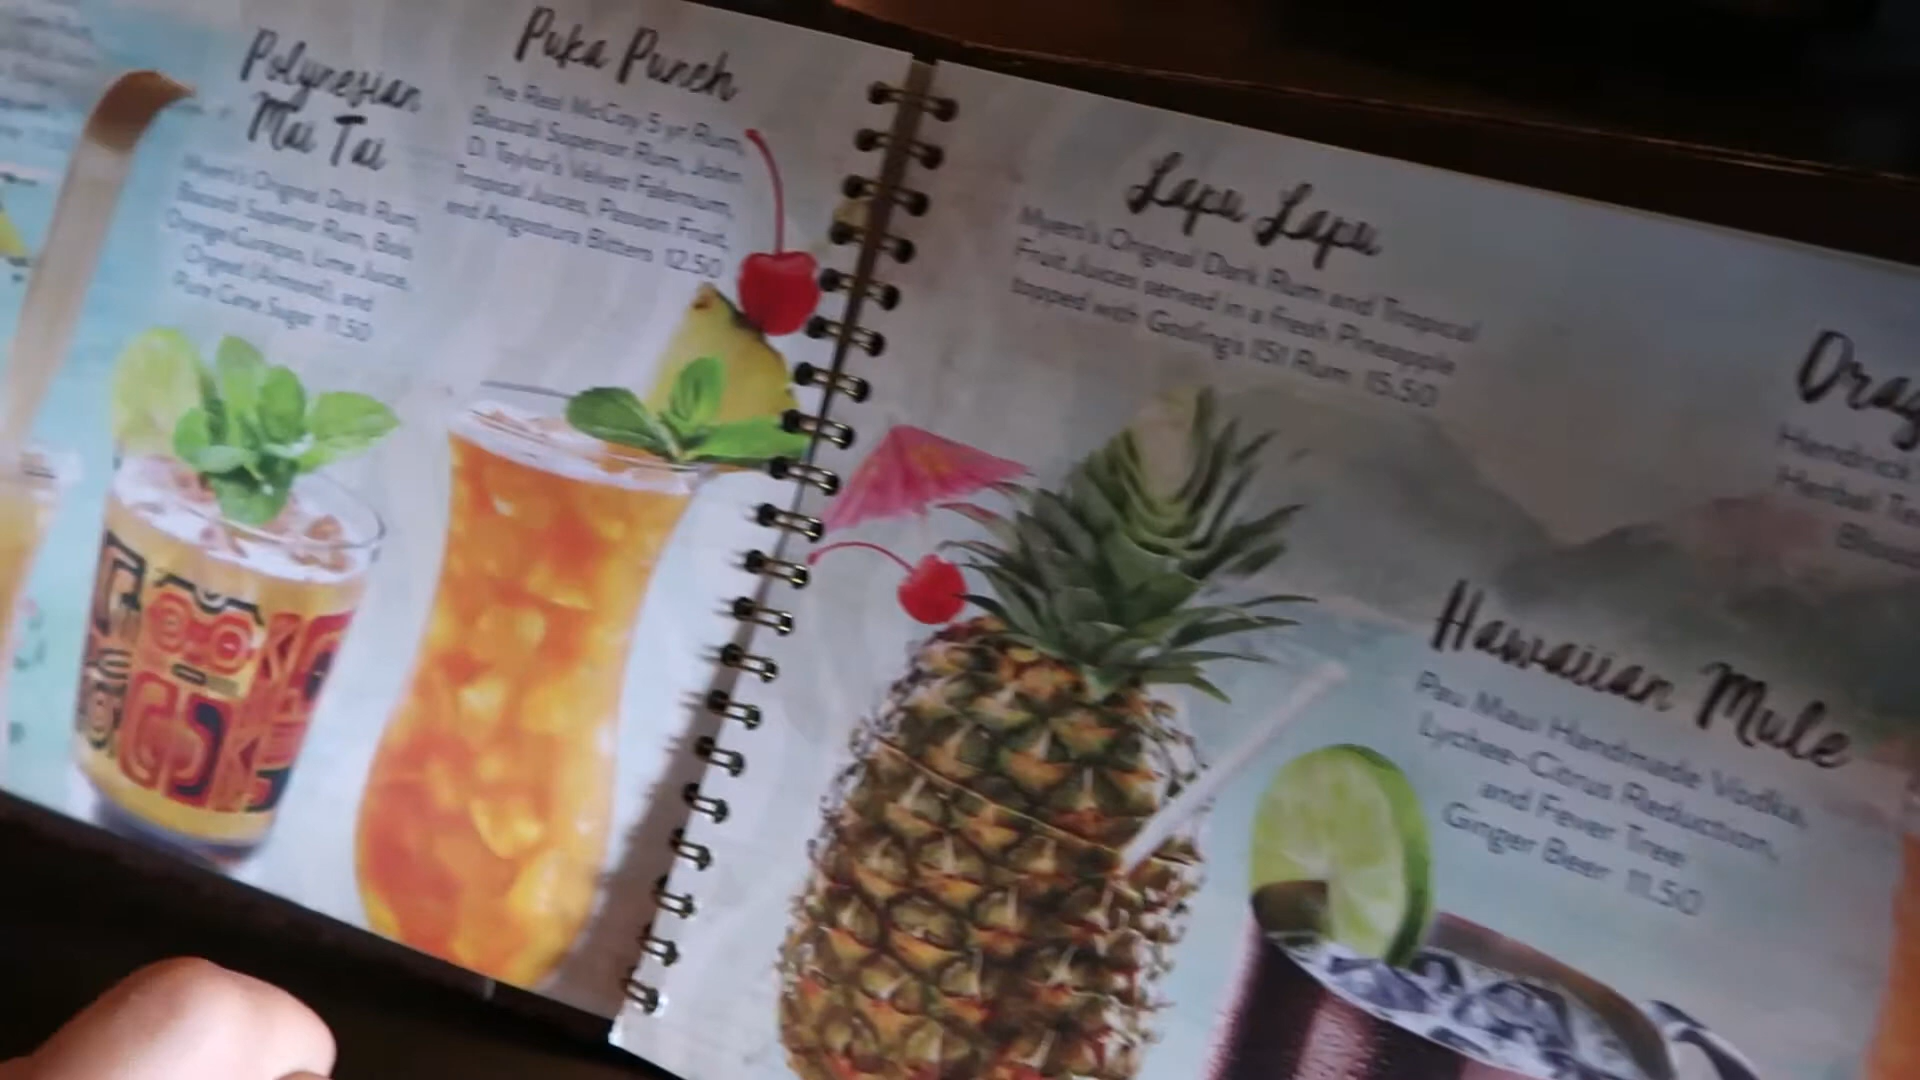 Polynesian
Mai Tai
Myers's Original Dark Rum,
Bacardi Superior Rum, Bols
Orange Curaçao, Lime Juice,
Orgeat (Almond), and
Pure Cane Sugar 11.50
Puka Punch
The Real McCoy 5 yr Rum,
Bacardi Superior Rum, John
D. Taylor's Velvet Falernum,
Tropical Juices, Passion Fruit,
and Angostura Bitters 12.50
Lapu Lapu
Myers's Original Dark Rum and Tropical
Fruit Juices served in a fresh Pineapple
topped with Gosling's 151 Rum 15.50
Hendrick
Herbal
Hawaiian Mule
Pau Maui Handmade Vodka,
Lychee-Citrus Reduction,
and Fever Tree
Ginger Beer 11.50